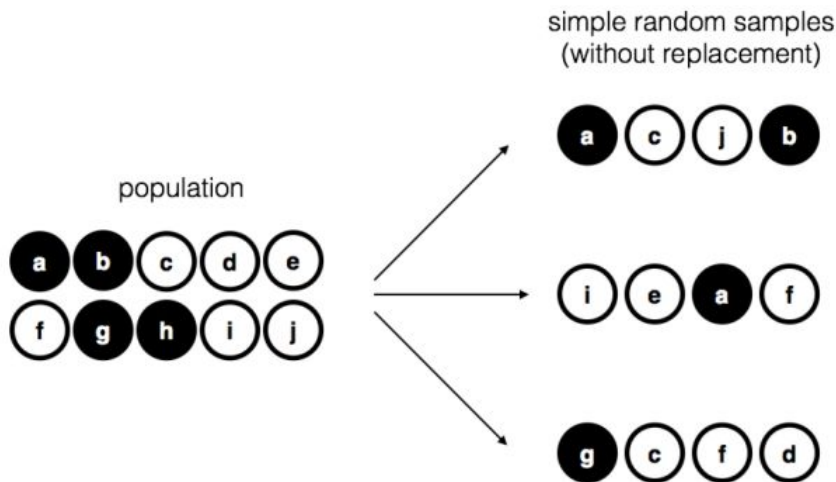 simple random samples
(without replacement)
a c j b
population
a b c d e
i e a f
f g h i j
g c f d